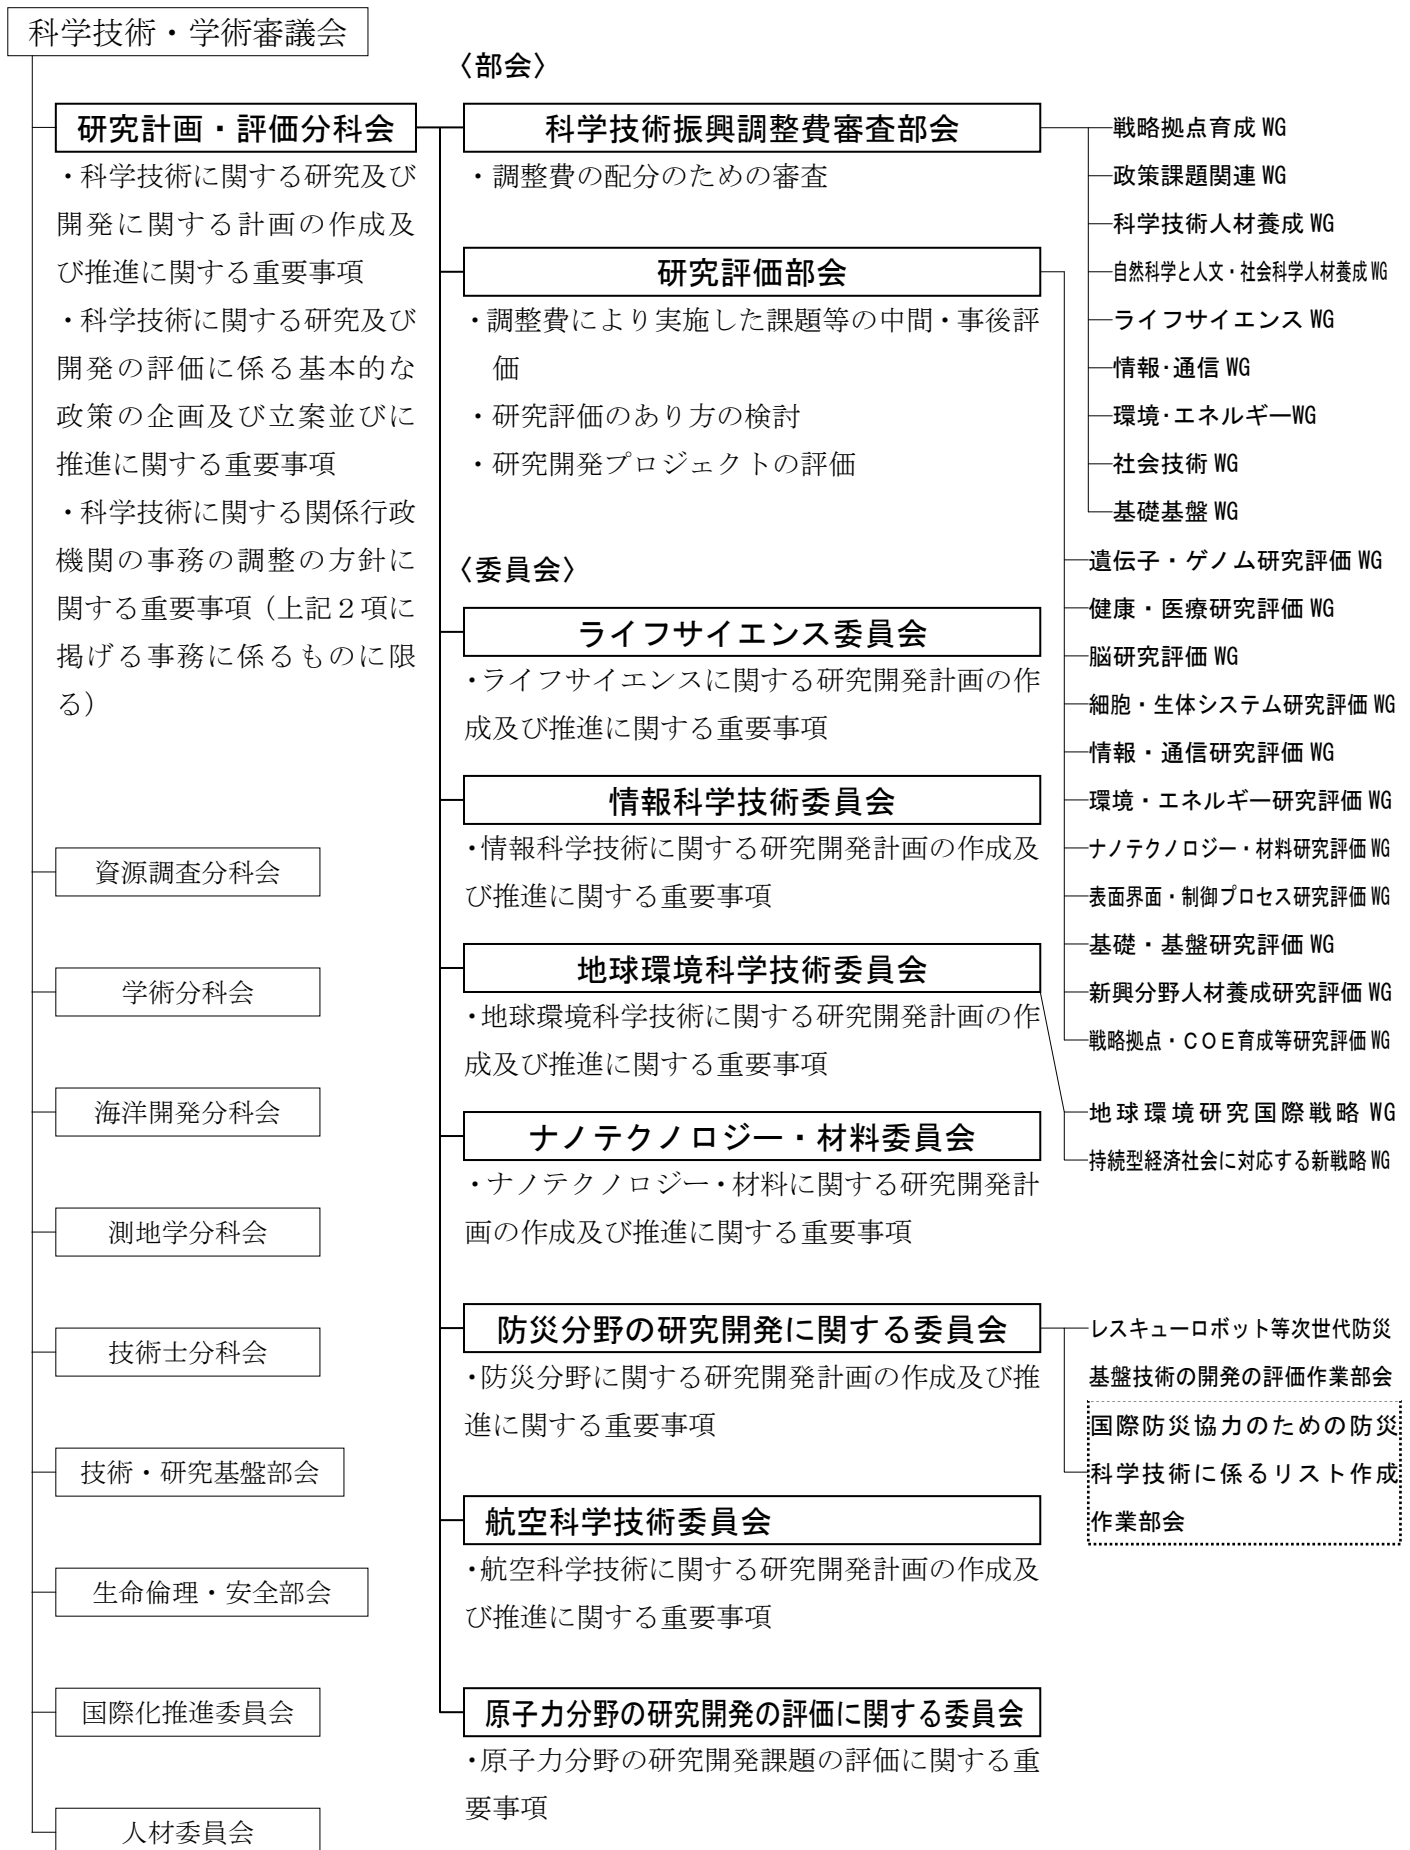 科学技術・学術審議会
研究計画・評価分科会
・科学技術に関する研究及び
開発に関する計画の作成及
び推進に関する重要事項
・科学技術に関する研究及び
開発の評価に係る基本的な
政策の企画及び立案並びに
推進に関する重要事項
・科学技術に関する関係行政
機関の事務の調整の方針に
関する重要事項（上記２項に
掲げる事務に係るものに限
る）
資源調査分科会
学術分科会
海洋開発分科会
測地学分科会
技術士分科会
技術・研究基盤部会
生命倫理・安全部会
国際化推進委員会
人材委員会
〈部会〉
科学技術振興調整費審査部会
・調整費の配分のための審査
研究評価部会
・調整費により実施した課題等の中間・事後評
価
・研究評価のあり方の検討
・研究開発プロジェクトの評価
〈委員会〉
ライフサイエンス委員会
・ライフサイエンスに関する研究開発計画の作
成及び推進に関する重要事項
情報科学技術委員会
・情報科学技術に関する研究開発計画の作成及
び推進に関する重要事項
地球環境科学技術委員会
・地球環境科学技術に関する研究開発計画の作
成及び推進に関する重要事項
ナノテクノロジー・材料委員会
・ナノテクノロジー・材料に関する研究開発計
画の作成及び推進に関する重要事項
防災分野の研究開発に関する委員会
・防災分野に関する研究開発計画の作成及び推
進に関する重要事項
航空科学技術委員会
・航空科学技術に関する研究開発計画の作成及
び推進に関する重要事項
原子力分野の研究開発の評価に関する委員会
・原子力分野の研究開発課題の評価に関する重
要事項
戦略拠点育成 WG
政策課題関連 WG
科学技術人材養成 WG
自然科学と人文・社会科学人材養成 WG
ライフサイエンス WG
情報・通信 WG
環境・エネルギーWG
社会技術 WG
基礎基盤 WG
遺伝子・ゲノム研究評価 WG
健康・医療研究評価 WG
脳研究評価 WG
細胞・生体システム研究評価 WG
情報・通信研究評価 WG
環境・エネルギー研究評価 WG
ナノテクノロジー・材料研究評価 WG
表面界面・制御プロセス研究評価 WG
基礎・基盤研究評価 WG
新興分野人材養成研究評価 WG
戦略拠点・ＣＯＥ育成等研究評価 WG
地球環境研究国際戦略 WG
持続型経済社会に対応する新戦略 WG
レスキューロボット等次世代防災
基盤技術の開発の評価作業部会
国際防災協力のための防災
科学技術に係るリスト作成
作業部会